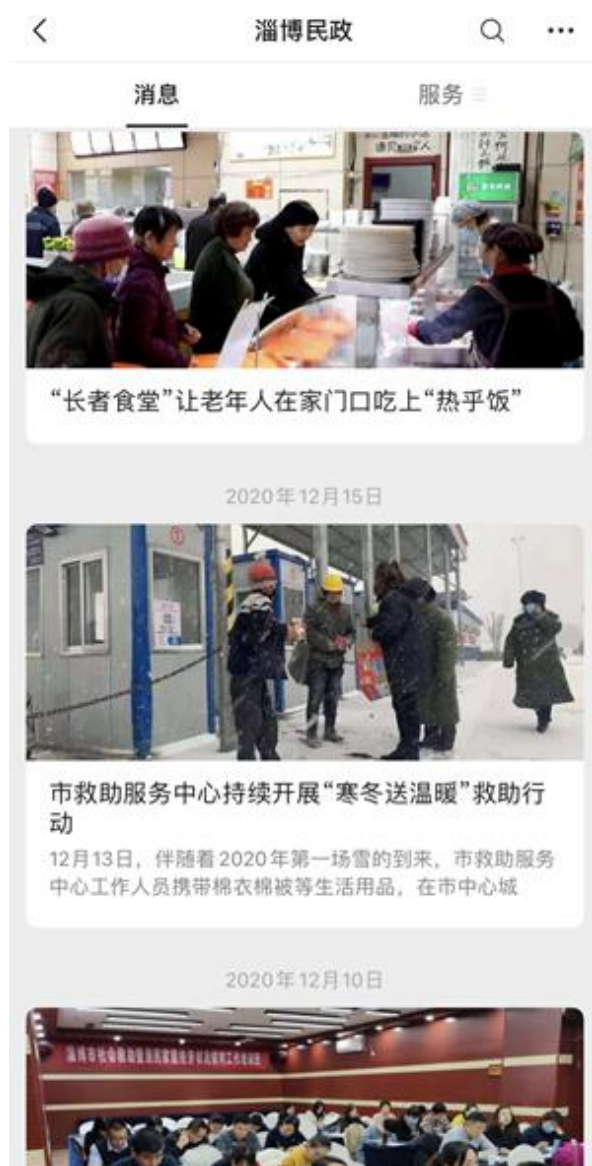 淄博民政
消息
服务
“长者食堂”让老年人在家门口吃上“热乎饭”
2020年12月15日
①
市救助服务中心持续开展“寒冬送温暖”救助行
动
12月13日，伴随着2020年第一场雪的到来，市救助服务
中心工作人员携带棉衣棉被等生活用品，在市中心城
2020年12月10日